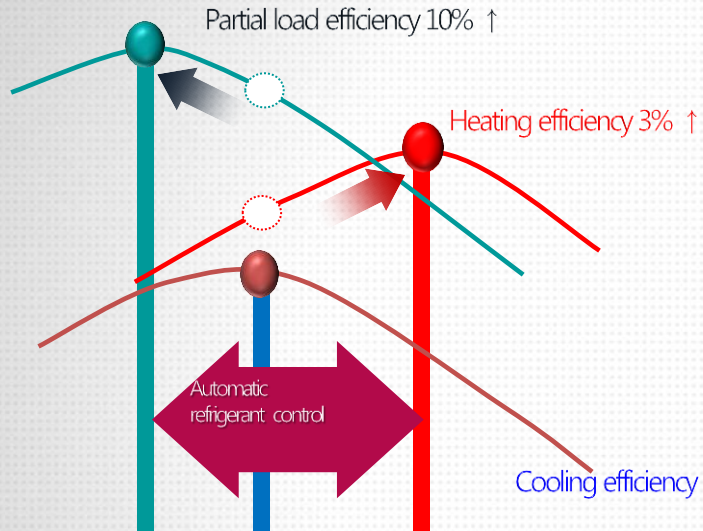 Partial load efficiency 10% ↑
Heating efficiency 3% ↑
Automatic
refrigerant control
Cooling efficiency